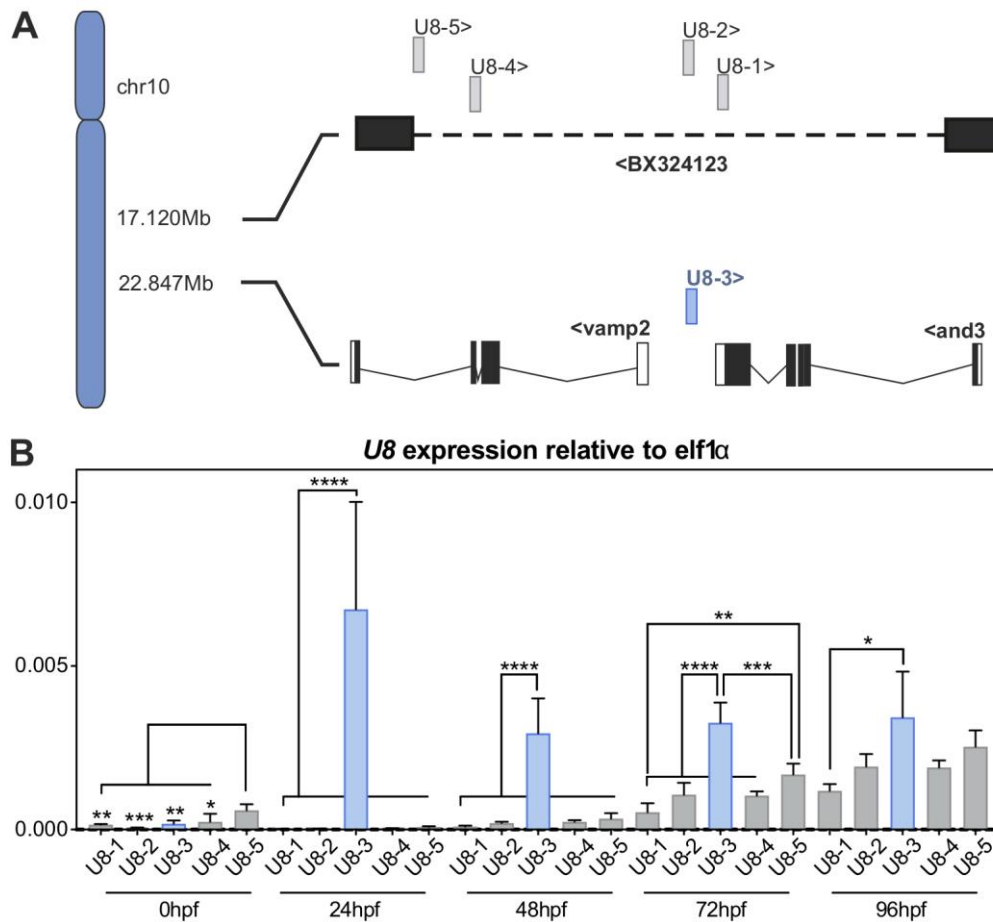 A
chr10
17.120Mb
22.847Mb
U8-5>
U8-4>
U8-2>
U8-1>
<BX324123
U8-3>
<vamp2
<and3
B
U8 expression relative to elf1α
0.010
0.005
0.000
** *** ** *
****
****
**
**** ***
*
U8-1 U8-2 U8-3 U8-4 U8-5 U8-1 U8-2 U8-3 U8-4 U8-5 U8-1 U8-2 U8-3 U8-4 U8-5 U8-1 U8-2 U8-3 U8-4 U8-5 U8-1 U8-2 U8-3 U8-4 U8-5
0hpf 24hpf 48hpf 72hpf 96hpf